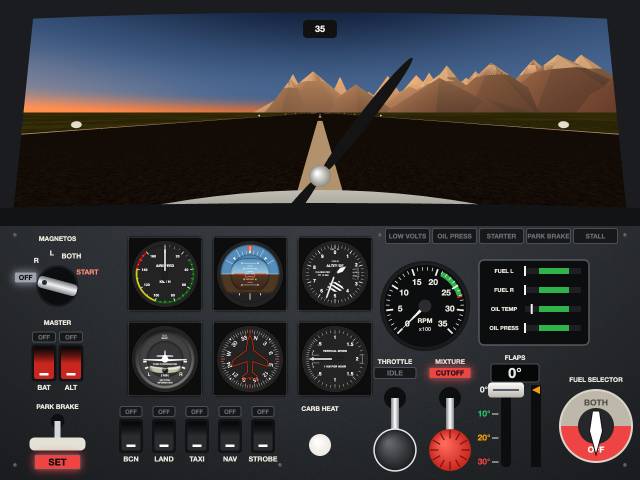 35
MAGNETOS
L
R
BOTH
OFF
START
MASTER
OFF OFF
BAT ALT
PARK BRAKE
SET
OFF OFF OFF OFF OFF
BCN LAND TAXI NAV STROBE
CARB HEAT
LOW VOLTS OIL PRESS STARTER PARK BRAKE STALL
5 10 15 20 25 30 35
0
RPM
x100
FUEL L
FUEL R
OIL TEMP
OIL PRESS
THROTTLE
IDLE
MIXTURE
CUTOFF
FLAPS
0°
0°
10°
20°
30°
FUEL SELECTOR
BOTH
OFF